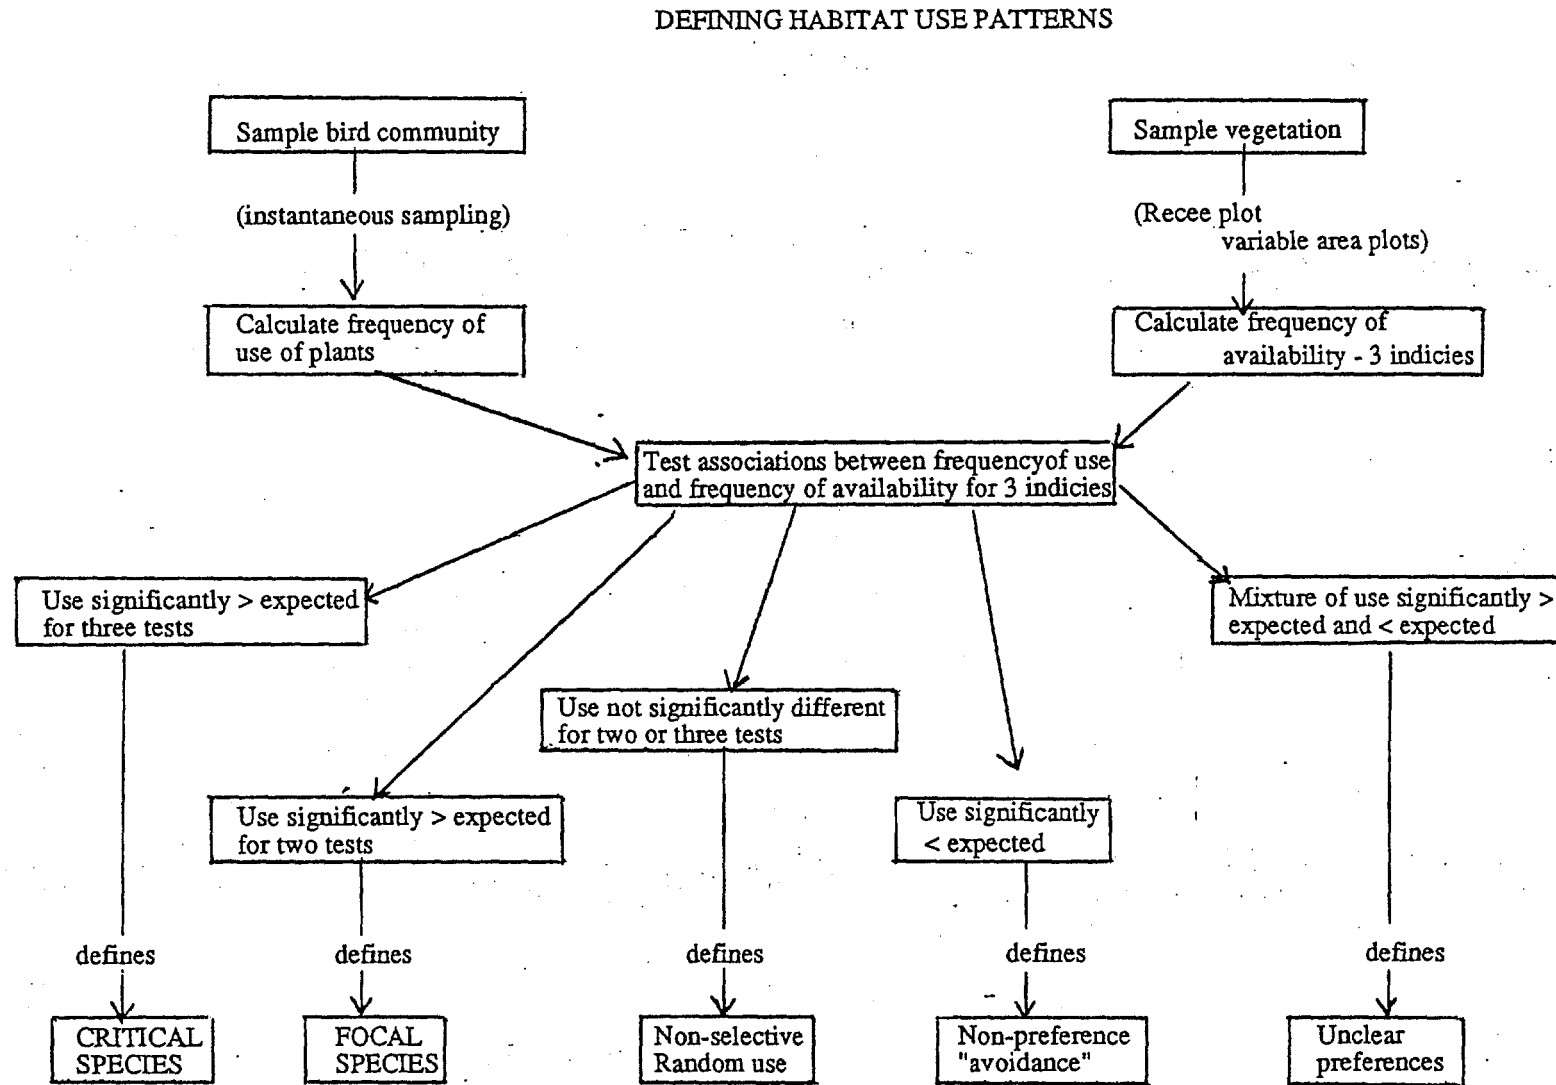 DEFINING HABITAT USE PATTERNS
Sample bird community
Sample vegetation
(instantaneous sampling)
(Recee plot
variable area plots)
Calculate frequency of
use of plants
Calculate frequency of
availability - 3 indicies
Test associations between frequencyof use
and frequency of availability for 3 indicies
Use significantly > expected
for three tests
Mixture of use significantly >
expected and < expected
Use not significantly different
for two or three tests
Use significantly > expected
for two tests
Use significantly
< expected
defines
defines
defines
defines
defines
CRITICAL
SPECIES
FOCAL
SPECIES
Non-selective
Random use
Non-preference
"avoidance"
Unclear
preferences